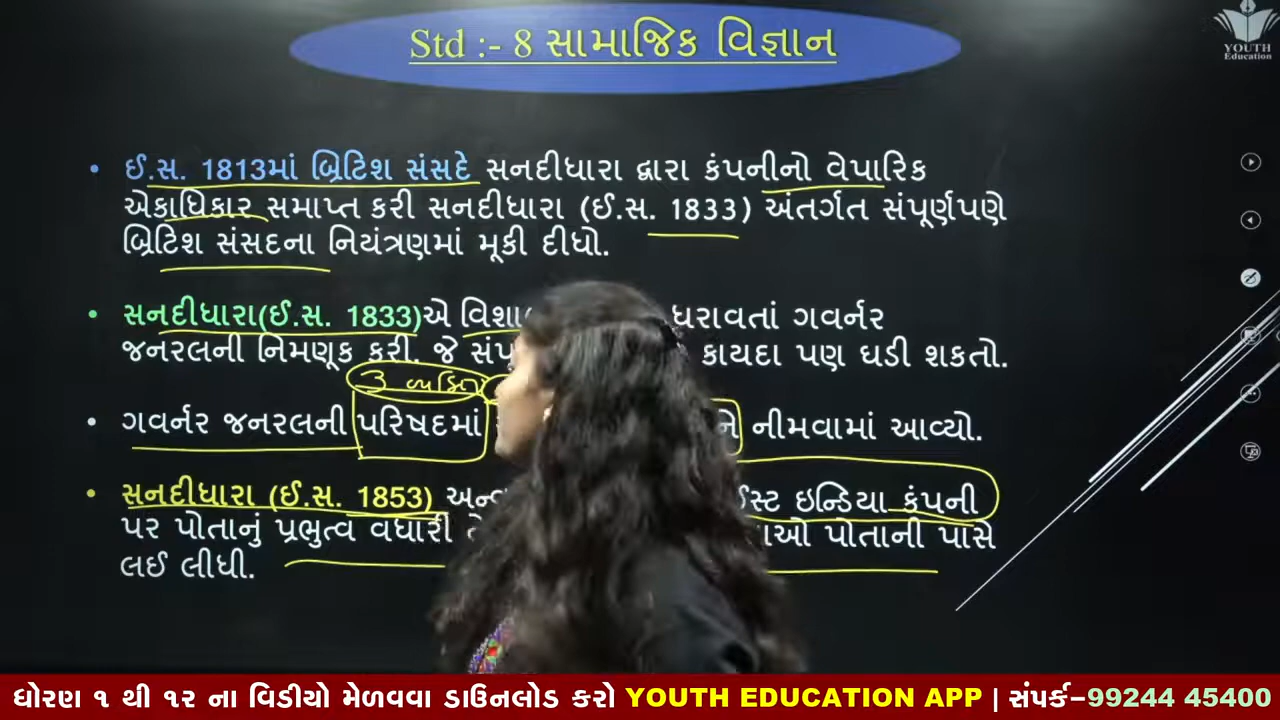 Std :- 8 સામાજિક વિજ્ઞાન
YOUTH
Education
• ઈ.સ. 1813માં બ્રિટિશ સંસદે સનદીધારા દ્વારા કંપનીનો વેપારિક
એકાધિકાર સમાપ્ત કરી સનદીધારા (ઈ.સ. 1833) અંતર્ગત સંપૂર્ણપણે
બ્રિટિશ સંસદના નિયંત્રણમાં મૂકી દીધો.
• સનદીધારા(ઈ.સ. 1833)એ ધરાવતાં ગવર્નર
જનરલની નિમણૂક કરી. જે કાયદા પણ ઘડી શકતો.
3 વ્યક્તિ
• ગવર્નર જનરલની પરિષદમાં નીમવામાં આવ્યો.
• સનદીધારા (ઈ.સ. 1853) ઇન્ડિયા કંપની
પર પોતાનું પ્રભુત્વ વધારી પોતાની પાસે
લઈ લીધી.
ધોરણ ૧ થી ૧૨ ના વિડીયો મેળવવા ડાઉનલોડ કરો YOUTH EDUCATION APP | સંપર્ક-99244 45400